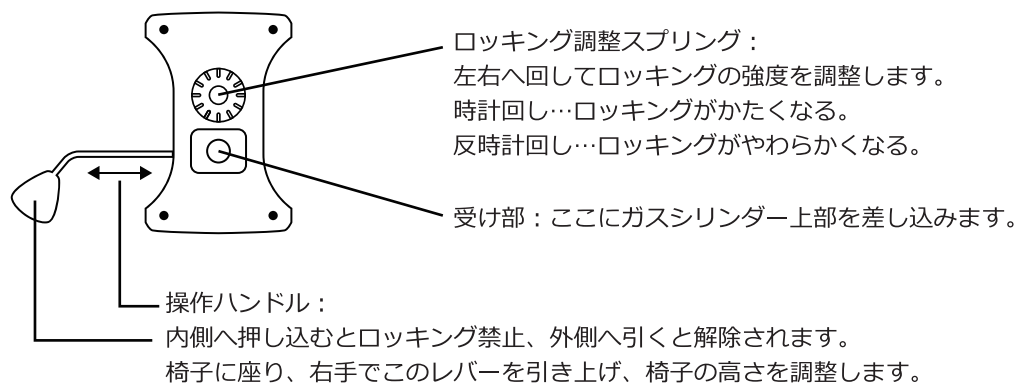 ロッキング調整スプリング：
左右へ回してロッキングの強度を調整します。
時計回し…ロッキングがかたくなる。
反時計回し…ロッキングがやわらかくなる。
受け部：ここにガスシリンダー上部を差し込みます。
操作ハンドル：
内側へ押し込むとロッキング禁止、外側へ引くと解除されます。
椅子に座り、右手でこのレバーを引き上げ、椅子の高さを調整します。